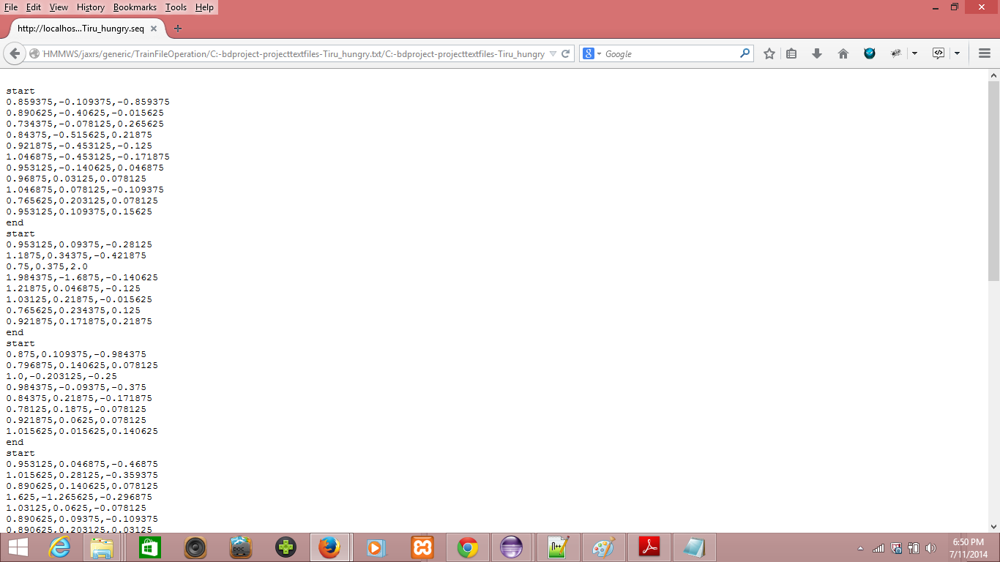 File Edit View History Bookmarks Tools Help
http://localhos...Tiru_hungry.seq
HMMWS/jaxrs/generic/TrainFileOperation/C:-bdproject-projecttextfiles-Tiru_hungry.txt/C:-bdproject-projecttextfiles-Tiru_hungry
Google
start
0.859375,-0.109375,-0.859375
0.890625,-0.40625,-0.015625
0.734375,-0.078125,0.265625
0.84375,-0.515625,0.21875
0.921875,-0.453125,-0.125
1.046875,-0.453125,-0.171875
0.953125,-0.140625,0.046875
0.96875,0.03125,0.078125
1.046875,0.078125,-0.109375
0.765625,0.203125,0.078125
0.953125,0.109375,0.15625
end
start
0.953125,0.09375,-0.28125
1.1875,0.34375,-0.421875
0.75,0.375,2.0
1.984375,-1.6875,-0.140625
1.21875,0.046875,-0.125
1.03125,0.21875,-0.015625
0.765625,0.234375,0.125
0.921875,0.171875,0.21875
end
start
0.875,0.109375,-0.984375
0.796875,0.140625,0.078125
1.0,-0.203125,-0.25
0.984375,-0.09375,-0.375
0.84375,0.21875,-0.171875
0.78125,0.1875,-0.078125
0.921875,0.0625,0.078125
1.015625,0.015625,0.140625
end
start
0.953125,0.046875,-0.46875
1.015625,0.28125,-0.359375
0.890625,0.140625,0.078125
1.625,-1.265625,-0.296875
1.03125,0.0625,-0.078125
0.890625,0.09375,-0.109375
0.890625,0.203125,0.03125
DOC
6:50 PM
7/11/2014